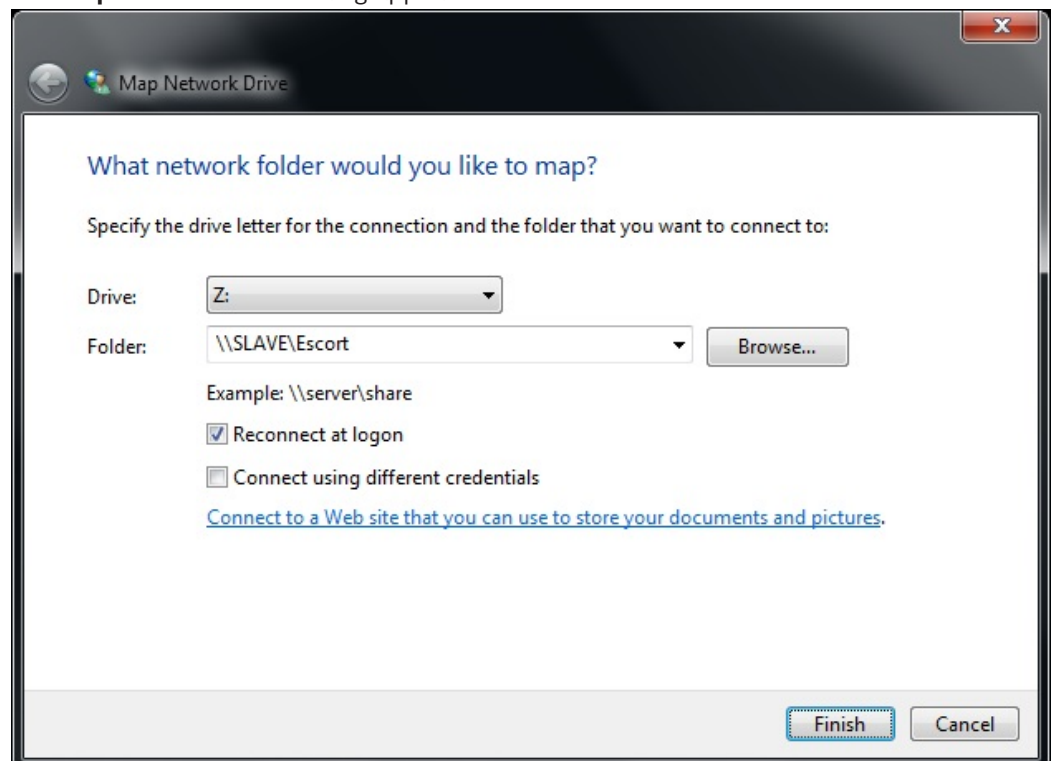 X
Map Network Drive
What network folder would you like to map?
Specify the drive letter for the connection and the folder that you want to connect to:
Drive: Z:
Folder: \\SLAVE\Escort Browse...
Example: \\server\share
Reconnect at logon
Connect using different credentials
Connect to a Web site that you can use to store your documents and pictures.
Finish Cancel